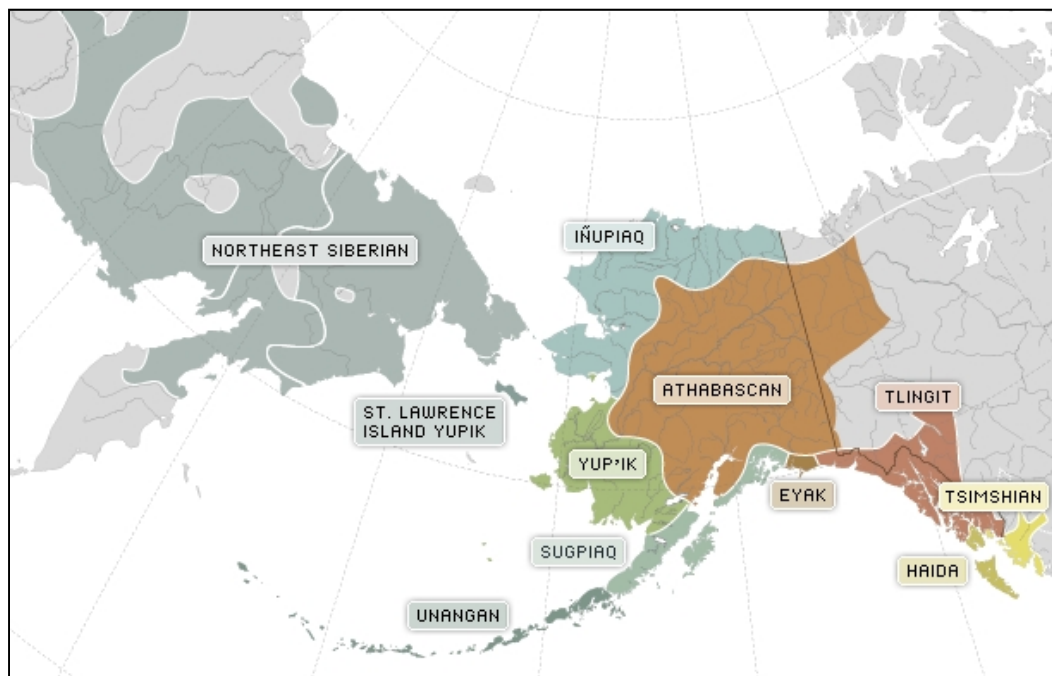 IÑUPIAQ
NORTHEAST SIBERIAN
ATHABASCAN
TLINGIT
ST. LAWRENCE
ISLAND YUPIK
YUP'IK
EYAK
TSIMSHIAN
SUGPIAQ
HAIDA
UNANGAN